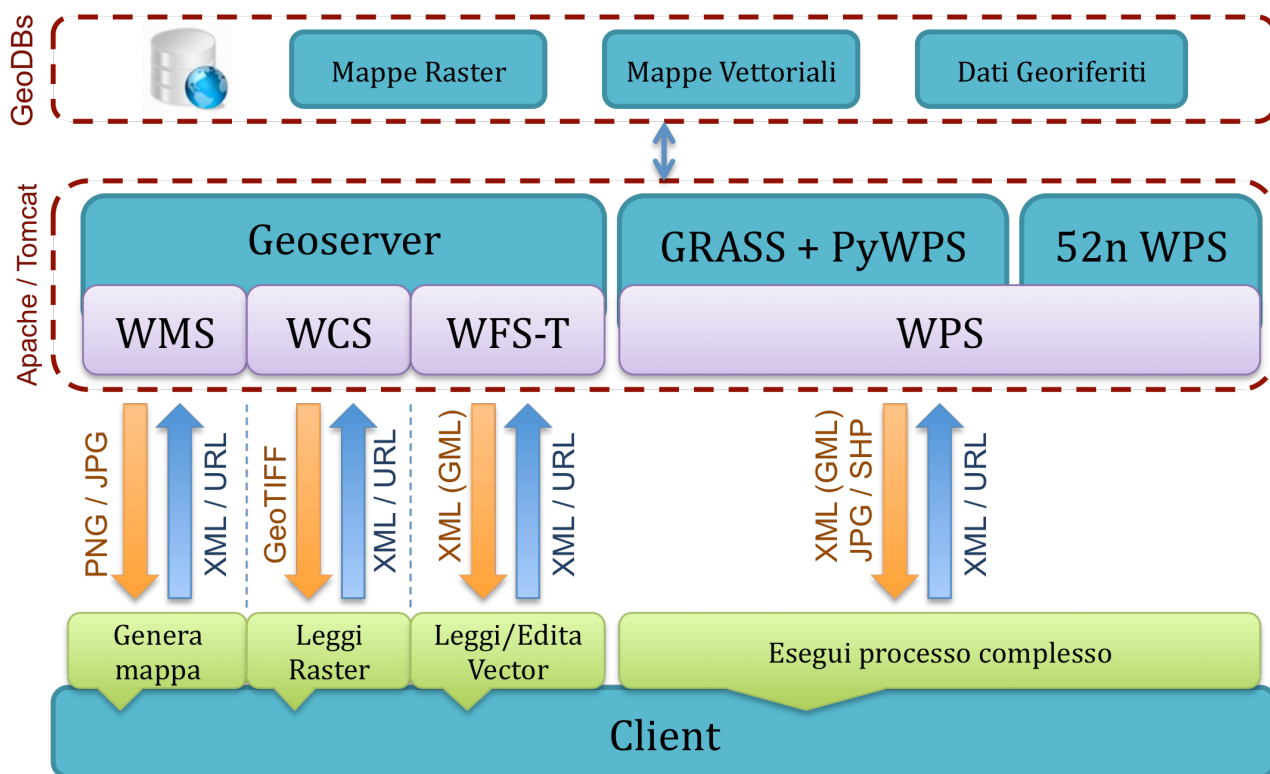 GeoDBs
Mappe Raster
Mappe Vettoriali
Dati Georiferiti
Apache / Tomcat
Geoserver
GRASS + PyWPS
52n WPS
WMS
WCS
WFS-T
WPS
PNG / JPG
XML / URL
GeoTIFF
XML / URL
XML (GML)
XML / URL
XML (GML)
JPG / SHP
XML / URL
Genera
mappa
Leggi
Raster
Leggi/Edita
Vector
Esegui processo complesso
Client